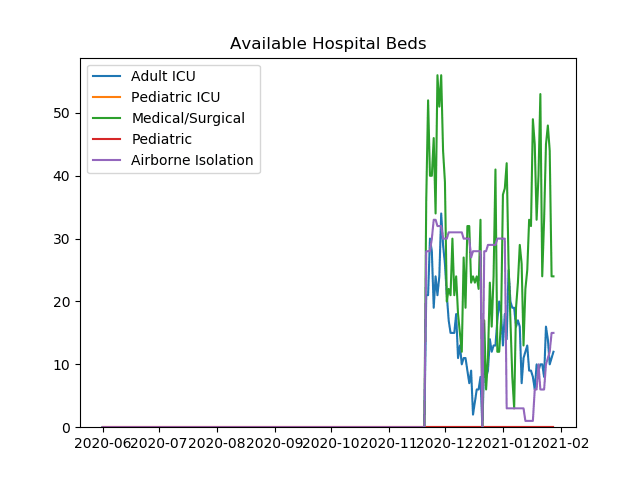 Available Hospital Beds
Adult ICU
Pediatric ICU
Medical/Surgical
Pediatric
Airborne Isolation
50
40
30
20
10
0
2020-06 2020-07 2020-08 2020-09 2020-10 2020-11 2020-12 2021-01 2021-02